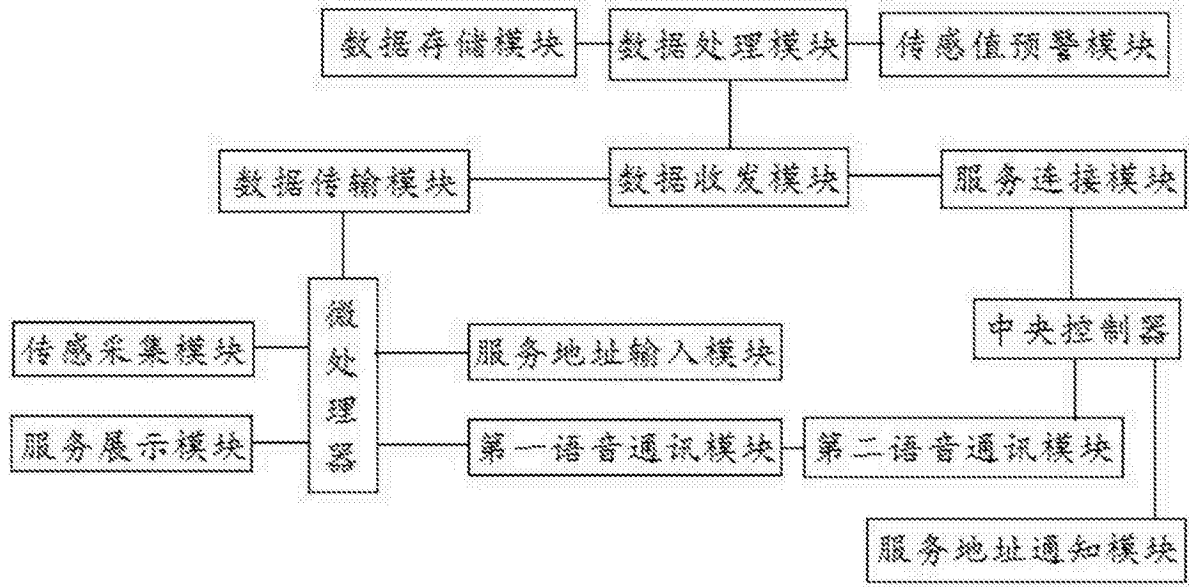 数据存储模块
数据处理模块
传感值预警模块
数据传输模块
数据收发模块
服务连接模块
微处理器
中央控制器
传感采集模块
服务地址输入模块
服务展示模块
第一语音通讯模块
第二语音通讯模块
服务地址通知模块